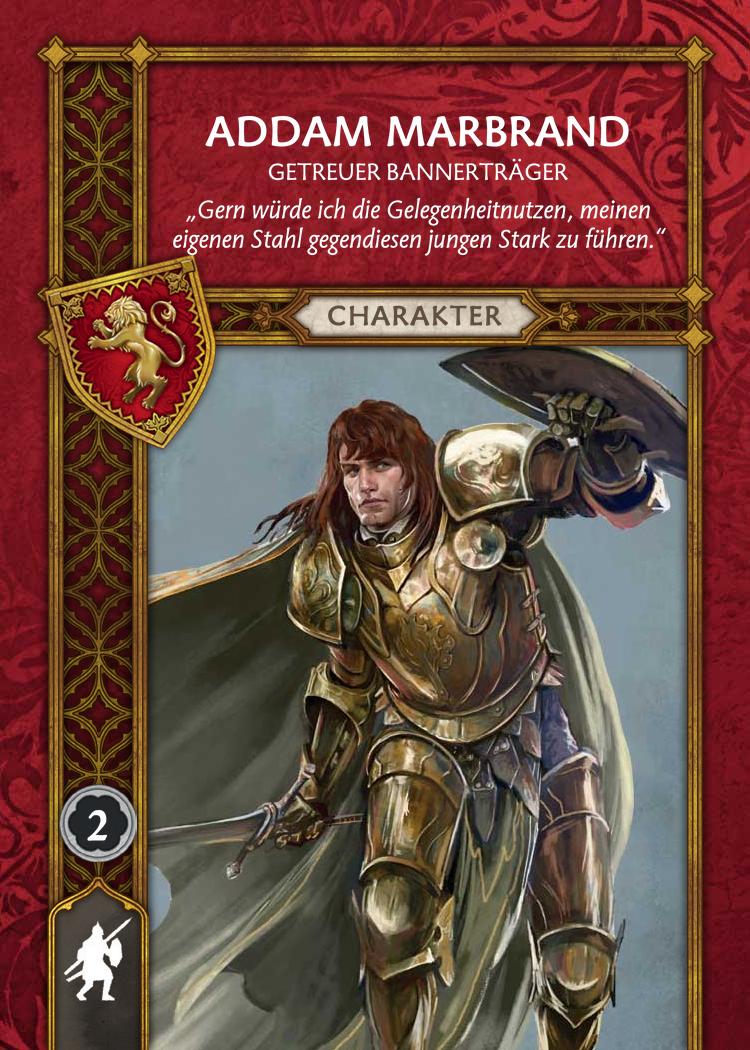 ADDAM MARBRAND
GETREUER BANNERTRÄGER
„Gern würde ich die Gelegenheitnutzen, meinen
eigenen Stahl gegendiesen jungen Stark zu führen.“
CHARAKTER
2